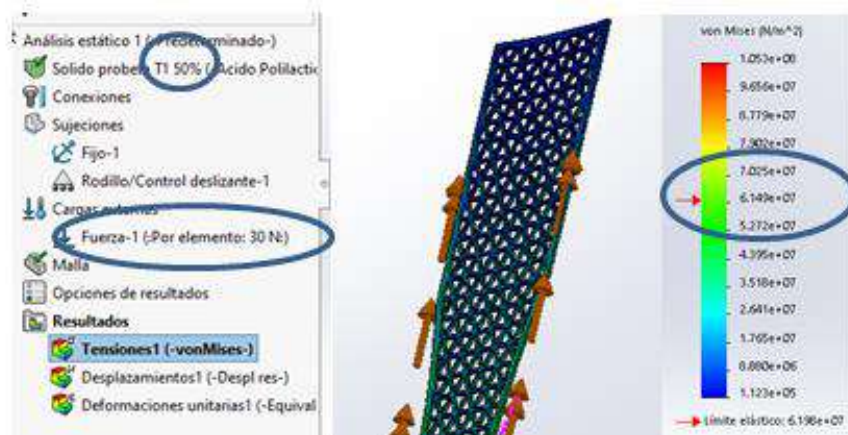 Análisis estático 1 (-Predeterminado-)
Solido probeta T1 50% (-Acido Polilactic
Conexiones
Sujeciones
Fijo-1
Rodillo/Control deslizante-1
Cargas externas
Fuerza-1 (:Por elemento: 30 N:)
Malla
Opciones de resultados
Resultados
Tensiones1 (-vonMises-)
Desplazamientos1 (-Despl res-)
Deformaciones unitarias1 (-Equival
von Mises (N/m^2)
1.053e+08
9.656e+07
8.779e+07
7.902e+07
7.025e+07
6.149e+07
5.272e+07
4.395e+07
3.518e+07
2.641e+07
1.765e+07
8.880e+06
1.123e+05
Límite elástico: 6.198e+07